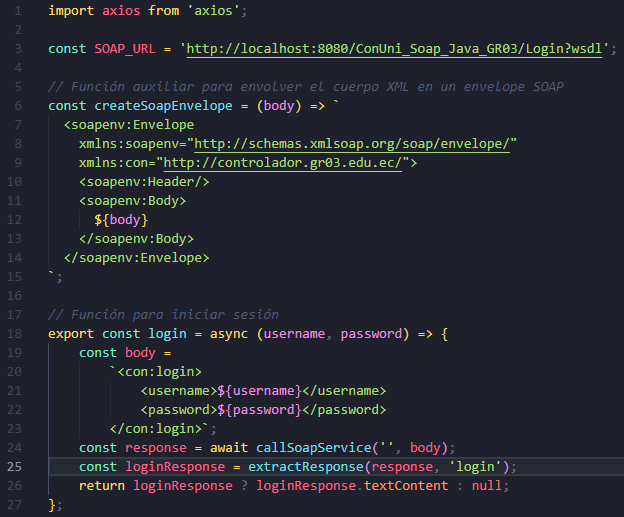 1 import axios from 'axios';
2
3 const SOAP_URL = 'http://localhost:8080/ConUni_Soap_Java_GR03/Login?wsdl';
4
5 // Función auxiliar para envolver el cuerpo XML en un envelope SOAP
6 const createSoapEnvelope = (body) => `
7 <soapenv:Envelope
8 xmlns:soapenv="http://schemas.xmlsoap.org/soap/envelope/"
9 xmlns:con="http://controlador.gr03.edu.ec/">
10 <soapenv:Header/>
11 <soapenv:Body>
12 ${body}
13 </soapenv:Body>
14 </soapenv:Envelope>
15 `;
16
17 // Función para iniciar sesión
18 export const login = async (username, password) => {
19 const body =
20 `<con:login>
21 <username>${username}</username>
22 <password>${password}</password>
23 </con:login>`;
24 const response = await callSoapService('', body);
25 const loginResponse = extractResponse(response, 'login');
26 return loginResponse ? loginResponse.textContent : null;
27 };